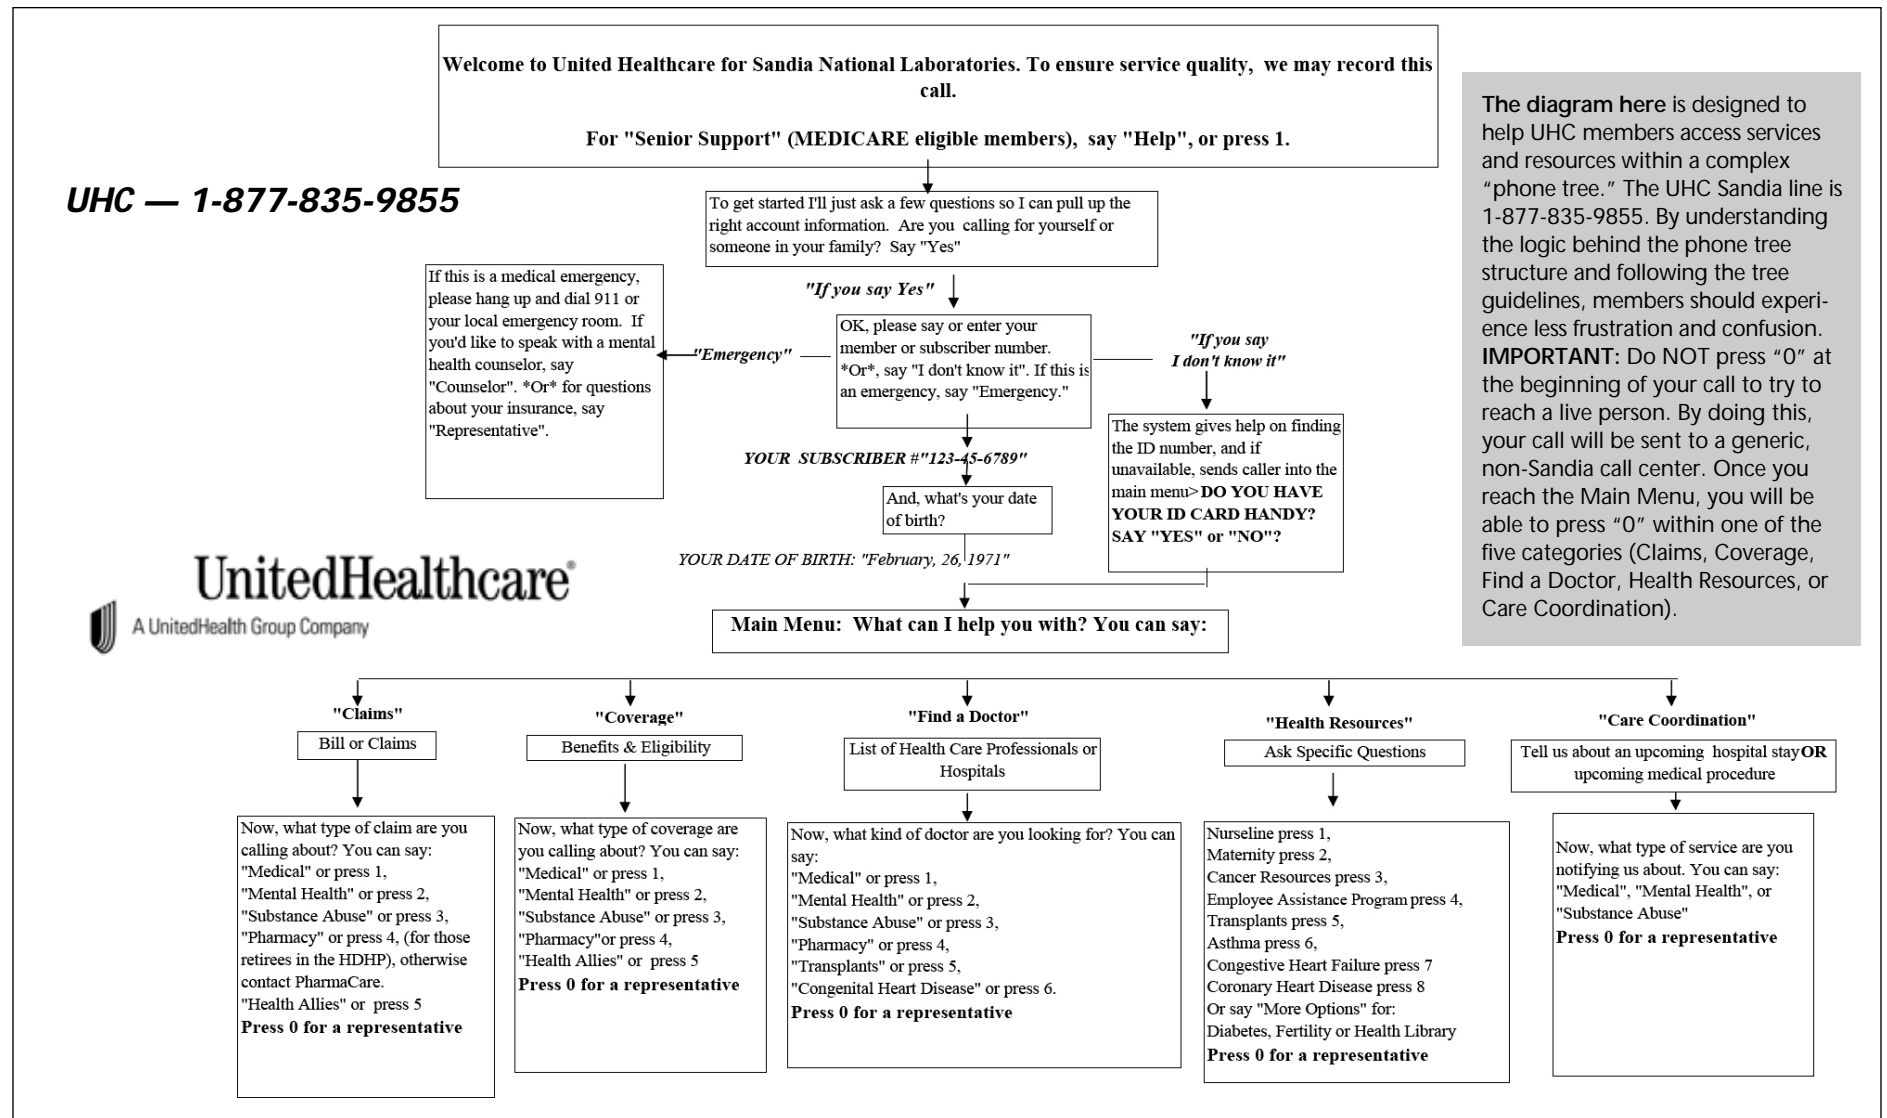 Welcome to United Healthcare for Sandia National Laboratories. To ensure service quality, we may record this
call.
For "Senior Support" (MEDICARE eligible members), say "Help", or press 1.
UHC — 1-877-835-9855
To get started I'll just ask a few questions so I can pull up the
right account information. Are you calling for yourself or
someone in your family? Say "Yes"
"If you say Yes"
If this is a medical emergency,
please hang up and dial 911 or
your local emergency room. If
you'd like to speak with a mental
health counselor, say
"Counselor". *Or* for questions
about your insurance, say
"Representative".
"Emergency"
OK, please say or enter your
member or subscriber number.
*Or*, say "I don't know it". If this is
an emergency, say "Emergency."
"If you say
I don't know it"
The system gives help on finding
the ID number, and if
unavailable, sends caller into the
main menu>DO YOU HAVE
YOUR ID CARD HANDY?
SAY "YES" or "NO"?
YOUR SUBSCRIBER #"123-45-6789"
And, what's your date
of birth?
YOUR DATE OF BIRTH: "February, 26, 1971"
The diagram here is designed to
help UHC members access services
and resources within a complex
"phone tree." The UHC Sandia line is
1-877-835-9855. By understanding
the logic behind the phone tree
structure and following the tree
guidelines, members should experi-
ence less frustration and confusion.
IMPORTANT: Do NOT press "0" at
the beginning of your call to try to
reach a live person. By doing this,
your call will be sent to a generic,
non-Sandia call center. Once you
reach the Main Menu, you will be
able to press "0" within one of the
five categories (Claims, Coverage,
Find a Doctor, Health Resources, or
Care Coordination).
UnitedHealthcare®
A UnitedHealth Group Company
Main Menu: What can I help you with? You can say:
"Claims"
Bill or Claims
Now, what type of claim are you
calling about? You can say:
"Medical" or press 1,
"Mental Health" or press 2,
"Substance Abuse" or press 3,
"Pharmacy" or press 4, (for those
retirees in the HDHP), otherwise
contact PharmaCare.
"Health Allies" or press 5
Press 0 for a representative
"Coverage"
Benefits & Eligibility
Now, what type of coverage are
you calling about? You can say:
"Medical" or press 1,
"Mental Health" or press 2,
"Substance Abuse" or press 3,
"Pharmacy"or press 4,
"Health Allies" or press 5
Press 0 for a representative
"Find a Doctor"
List of Health Care Professionals or
Hospitals
Now, what kind of doctor are you looking for? You can
say:
"Medical" or press 1,
"Mental Health" or press 2,
"Substance Abuse" or press 3,
"Pharmacy" or press 4,
"Transplants" or press 5,
"Congenital Heart Disease" or press 6.
Press 0 for a representative
"Health Resources"
Ask Specific Questions
Nurseline press 1,
Maternity press 2,
Cancer Resources press 3,
Employee Assistance Program press 4,
Transplants press 5,
Asthma press 6,
Congestive Heart Failure press 7
Coronary Heart Disease press 8
Or say "More Options" for:
Diabetes, Fertility or Health Library
Press 0 for a representative
"Care Coordination"
Tell us about an upcoming hospital stayOR
upcoming medical procedure
Now, what type of service are you
notifying us about. You can say:
"Medical", "Mental Health", or
"Substance Abuse"
Press 0 for a representative